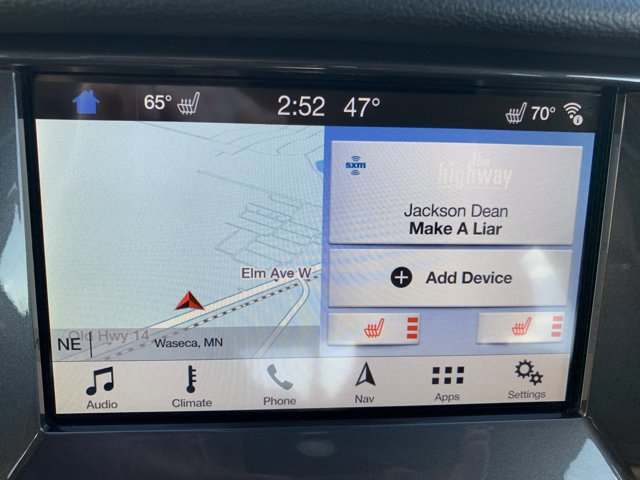 65° 2:52 47° 70°
sxm the highway
Jackson Dean
Make A Liar
Elm Ave W
Add Device
Old Hwy 14
NE Waseca, MN
Audio Climate Phone Nav Apps Settings